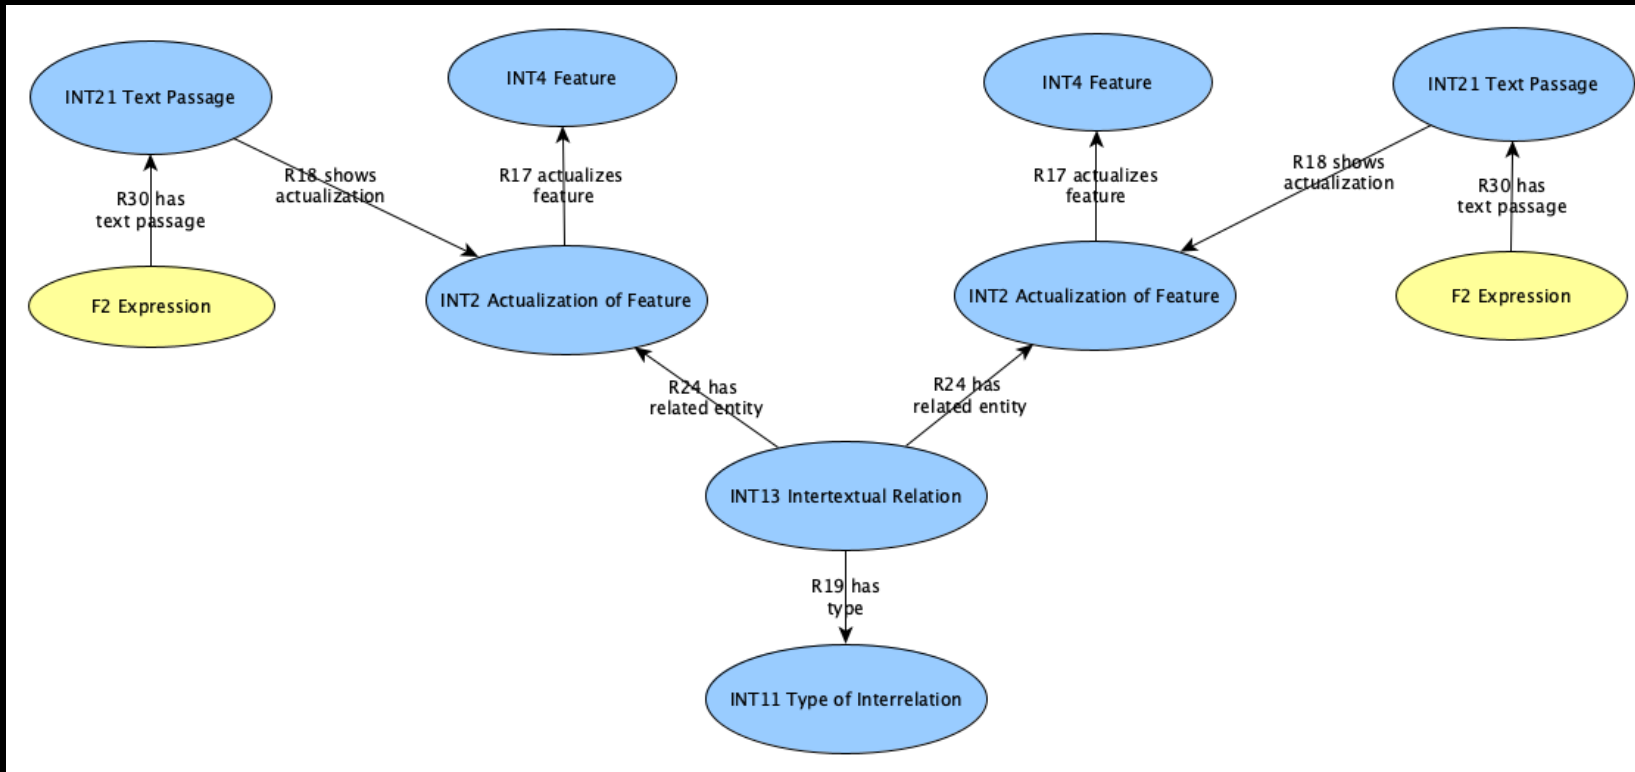 INT21 Text Passage
INT4 Feature
INT4 Feature
INT21 Text Passage
R18 shows
actualization
R17 actualizes
feature
R17 actualizes
feature
R18 shows
actualization
R30 has
text passage
R30 has
text passage
F2 Expression
INT2 Actualization of Feature
INT2 Actualization of Feature
F2 Expression
R24 has
related entity
R24 has
related entity
INT13 Intertextual Relation
R19 has
type
INT11 Type of Interrelation